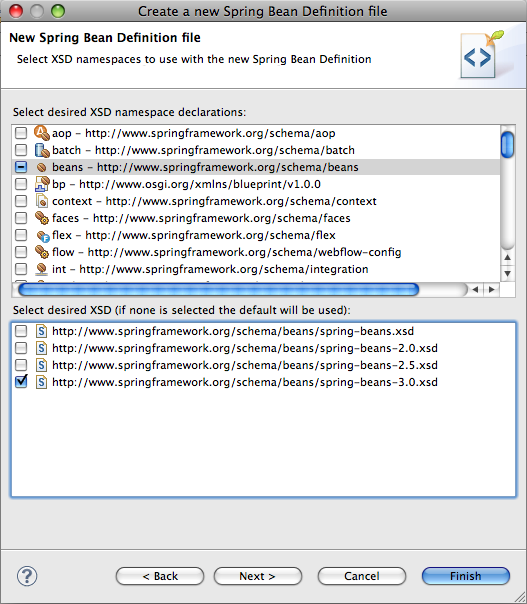 Create a new Spring Bean Definition file
New Spring Bean Definition file
Select XSD namespaces to use with the new Spring Bean Definition
Select desired XSD namespace declarations:
aop - http://www.springframework.org/schema/aop
batch - http://www.springframework.org/schema/batch
beans - http://www.springframework.org/schema/beans
bp - http://www.osgi.org/xmlns/blueprint/v1.0.0
context - http://www.springframework.org/schema/context
faces - http://www.springframework.org/schema/faces
flex - http://www.springframework.org/schema/flex
flow - http://www.springframework.org/schema/webflow-config
int - http://www.springframework.org/schema/integration
Select desired XSD (if none is selected the default will be used):
http://www.springframework.org/schema/beans/spring-beans.xsd
http://www.springframework.org/schema/beans/spring-beans-2.0.xsd
http://www.springframework.org/schema/beans/spring-beans-2.5.xsd
http://www.springframework.org/schema/beans/spring-beans-3.0.xsd
? < Back Next > Cancel Finish